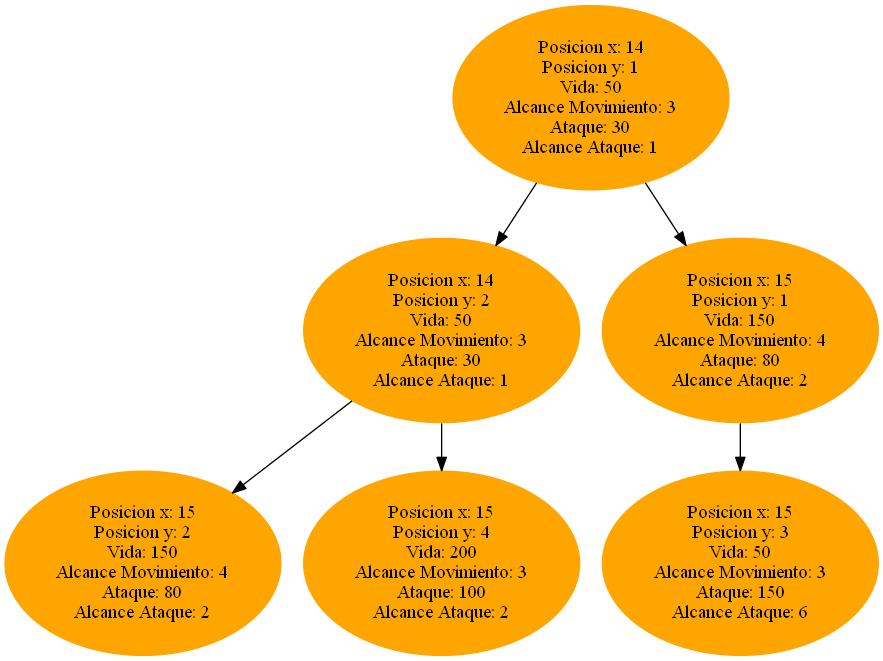 Posicion x: 14
Posicion y: 1
Vida: 50
Alcance Movimiento: 3
Ataque: 30
Alcance Ataque: 1
Posicion x: 14
Posicion y: 2
Vida: 50
Alcance Movimiento: 3
Ataque: 30
Alcance Ataque: 1
Posicion x: 15
Posicion y: 1
Vida: 150
Alcance Movimiento: 4
Ataque: 80
Alcance Ataque: 2
Posicion x: 15
Posicion y: 2
Vida: 150
Alcance Movimiento: 4
Ataque: 80
Alcance Ataque: 2
Posicion x: 15
Posicion y: 4
Vida: 200
Alcance Movimiento: 3
Ataque: 100
Alcance Ataque: 2
Posicion x: 15
Posicion y: 3
Vida: 50
Alcance Movimiento: 3
Ataque: 150
Alcance Ataque: 6